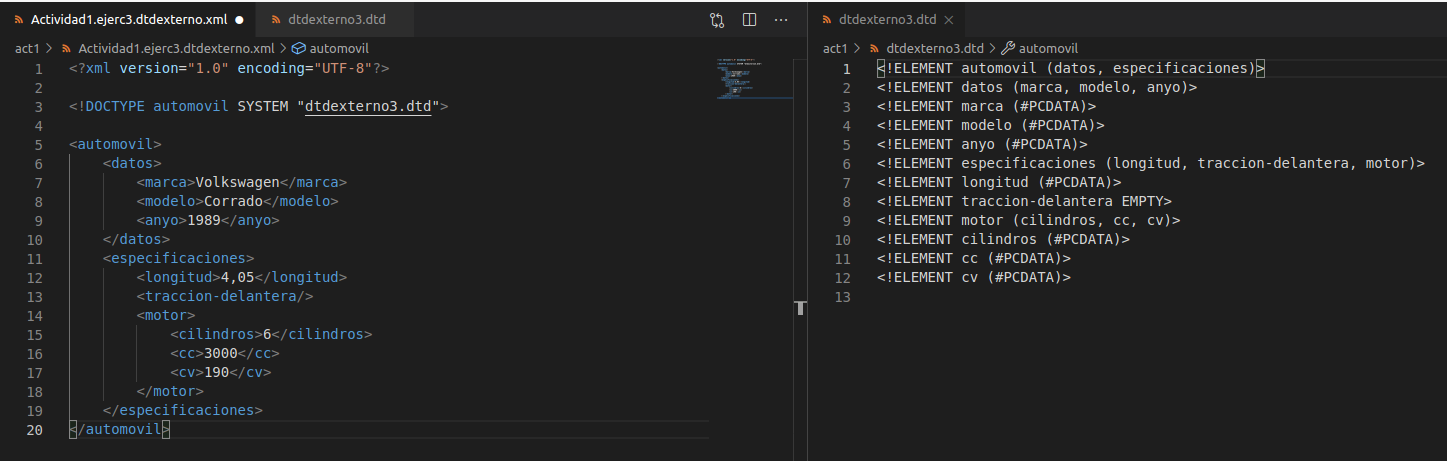 Actividad1.ejerc3.dtdexterno.xml ● dtdexterno3.dtd
act1 > Actividad1.ejerc3.dtdexterno.xml > automovil
1 <?xml version="1.0" encoding="UTF-8"?>
2
3 <!DOCTYPE automovil SYSTEM "dtdexterno3.dtd">
4
5 <automovil>
6     <datos>
7         <marca>Volkswagen</marca>
8         <modelo>Corrado</modelo>
9         <anyo>1989</anyo>
10     </datos>
11     <especificaciones>
12         <longitud>4,05</longitud>
13         <traccion-delantera/>
14         <motor>
15             <cilindros>6</cilindros>
16             <cc>3000</cc>
17             <cv>190</cv>
18         </motor>
19     </especificaciones>
20 </automovil>
dtdexterno3.dtd ×
act1 > dtdexterno3.dtd > automovil
1 <!ELEMENT automovil (datos, especificaciones)>
2 <!ELEMENT datos (marca, modelo, anyo)>
3 <!ELEMENT marca (#PCDATA)>
4 <!ELEMENT modelo (#PCDATA)>
5 <!ELEMENT anyo (#PCDATA)>
6 <!ELEMENT especificaciones (longitud, traccion-delantera, motor)>
7 <!ELEMENT longitud (#PCDATA)>
8 <!ELEMENT traccion-delantera EMPTY>
9 <!ELEMENT motor (cilindros, cc, cv)>
10 <!ELEMENT cilindros (#PCDATA)>
11 <!ELEMENT cc (#PCDATA)>
12 <!ELEMENT cv (#PCDATA)>
13